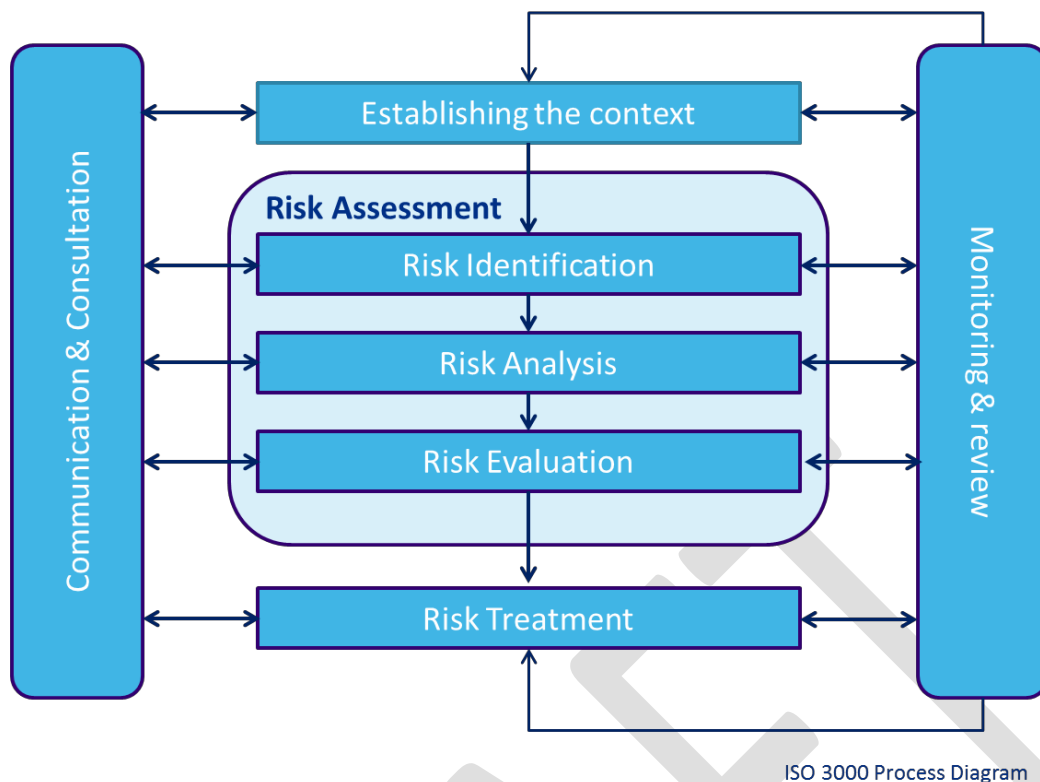 Communication & Consultation
Establishing the context
Risk Assessment
Risk Identification
Risk Analysis
Risk Evaluation
Risk Treatment
Monitoring & review
ISO 3000 Process Diagram